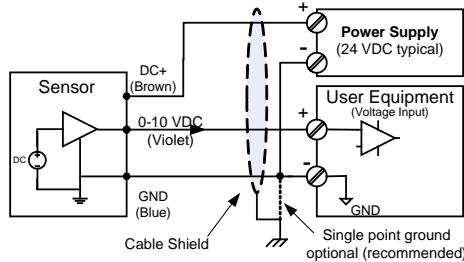 +
Power Supply
(24 VDC typical)
-
Sensor
DC+
(Brown)
User Equipment
(Voltage Input)
0-10 VDC
(Violet)
+
DC
-
GND
(Blue)
GND
Cable Shield
Single point ground
optional (recommended)